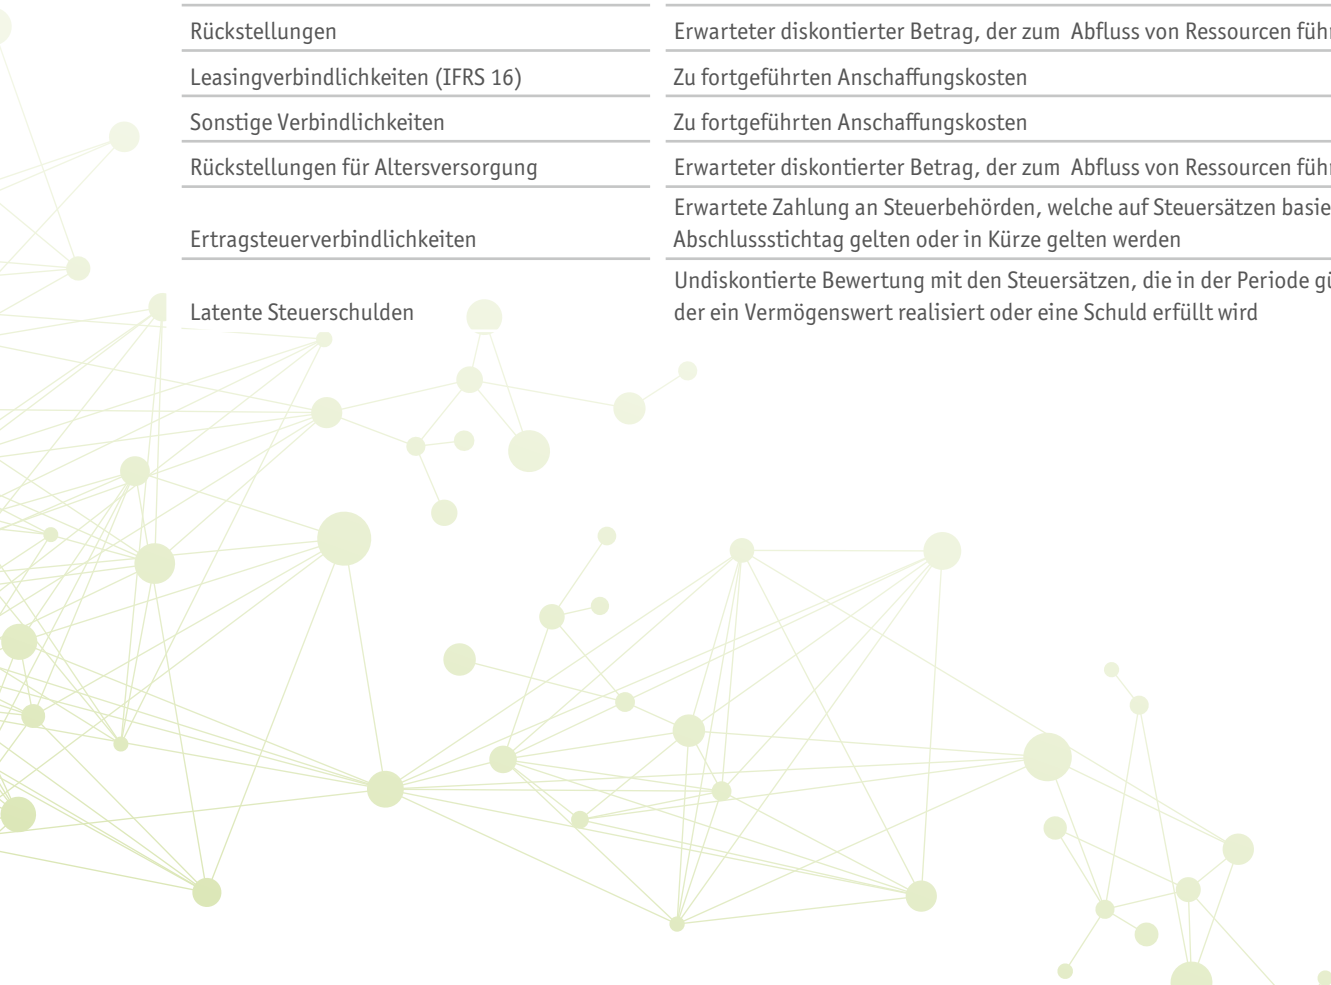 Rückstellungen Erwarteter diskontierter Betrag, der zum Abfluss von Ressourcen
Leasingverbindlichkeiten (IFRS 16) Zu fortgeführten Anschaffungskosten
Sonstige Verbindlichkeiten Zu fortgeführten Anschaffungskosten
Rückstellungen für Altersversorgung Erwarteter diskontierter Betrag, der zum Abfluss von Ressourcen
Erwartete Zahlung an Steuerbehörden, welche auf Steuersätzen
Ertragsteuerverbindlichkeiten Abschlussstichtag gelten oder in Kürze gelten werden
Undiskontierte Bewertung mit den Steuersätzen, die in der Periode
Latente Steuerschulden der ein Vermögenswert realisiert oder eine Schuld erfüllt wird